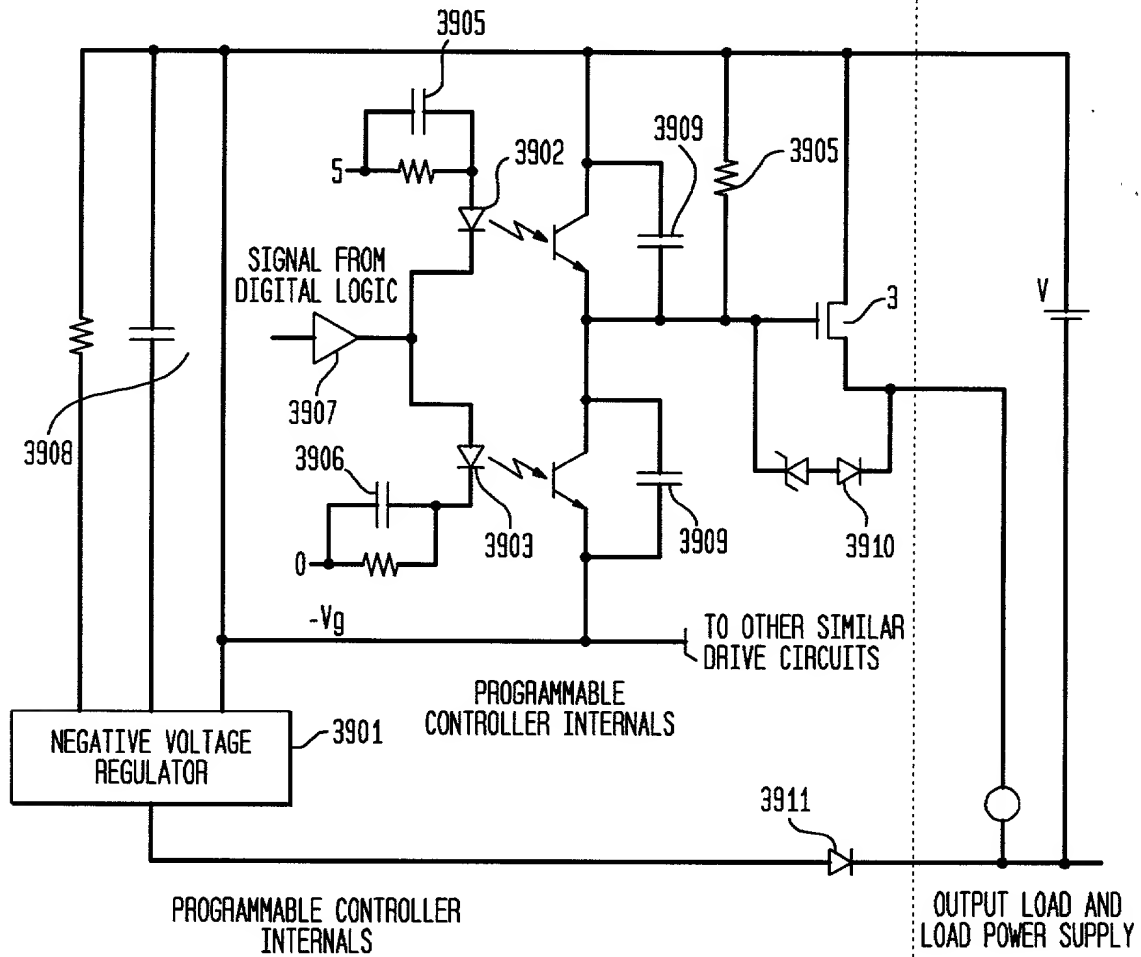 3905
3909
3905
3902
5
SIGNAL FROM
DIGITAL LOGIC
V
3
3907
3908
3906
3903
3909
3910
0
-Vg
TO OTHER SIMILAR
DRIVE CIRCUITS
PROGRAMMABLE
CONTROLLER INTERNALS
NEGATIVE VOLTAGE
REGULATOR
3901
3911
PROGRAMMABLE CONTROLLER
INTERNALS
OUTPUT LOAD AND
LOAD POWER SUPPLY